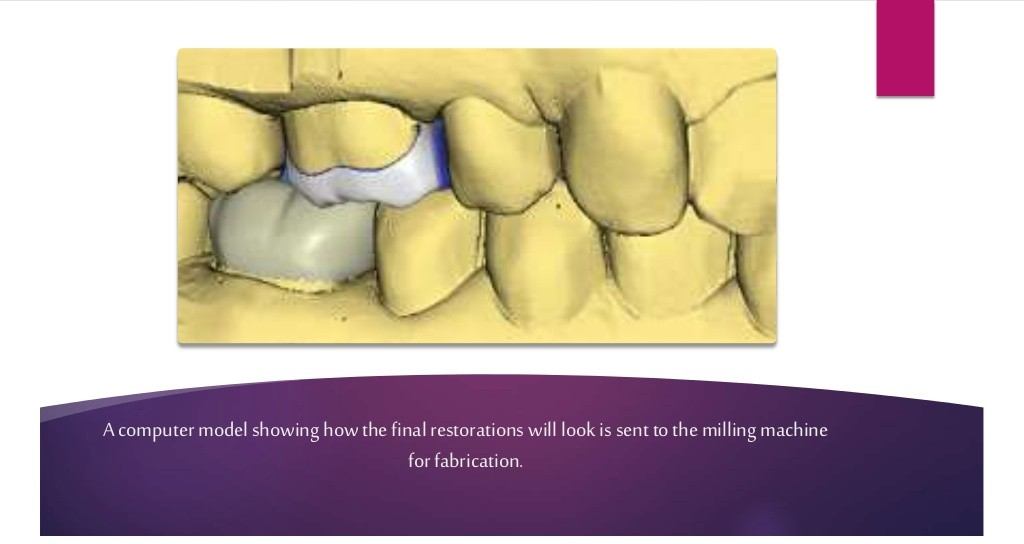 A computer model showing how the final restorations will look is sent to the milling machine
for fabrication.